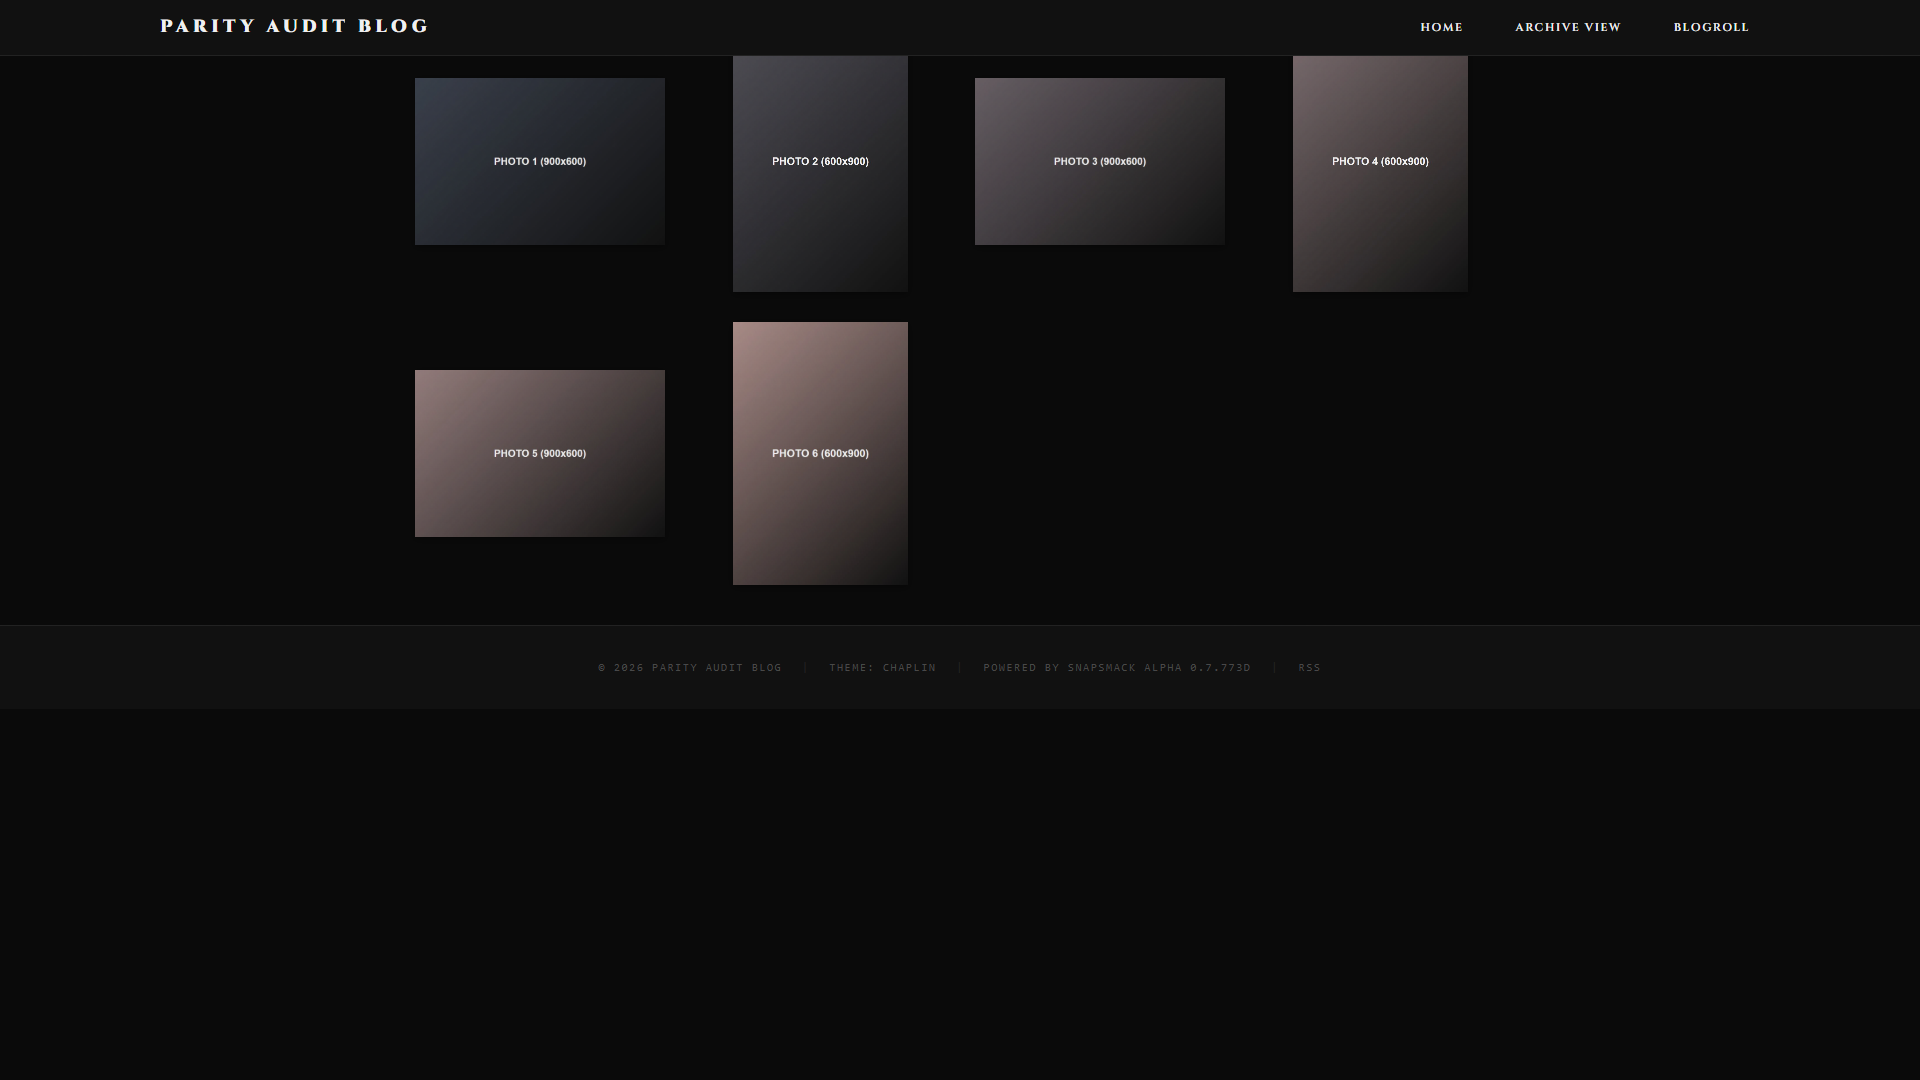 PARITY AUDIT BLOG
HOME
ARCHIVE VIEW
BLOGROLL
PHOTO 1 (900x600)
PHOTO 2 (600x900)
PHOTO 3 (900x600)
PHOTO 4 (600x900)
PHOTO 5 (900x600)
PHOTO 6 (600x900)
© 2026 PARITY AUDIT BLOG | THEME: CHAPLIN | POWERED BY SNAPSMACK ALPHA 0.7.773D | RSS